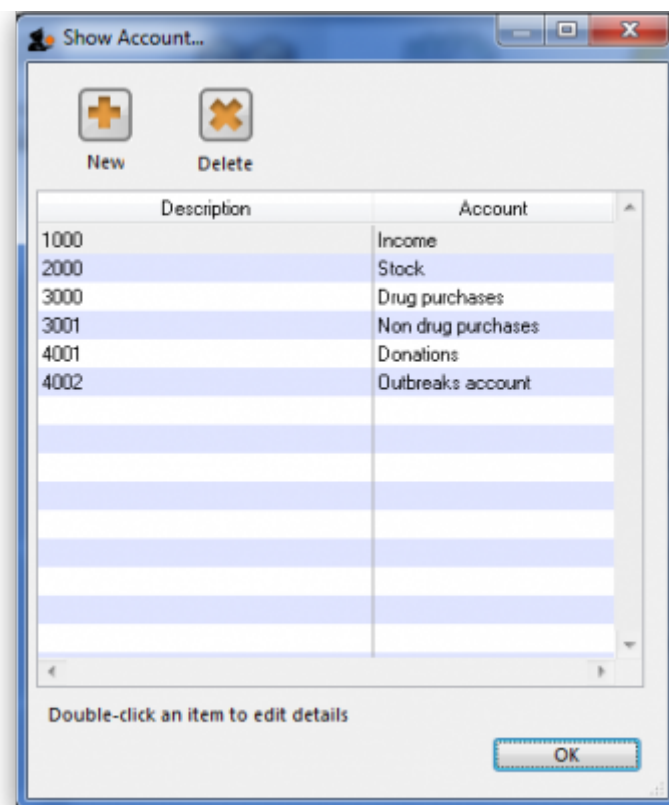 Show Account...
New Delete
Description Account
1000 Income
2000 Stock
3000 Drug purchases
3001 Non drug purchases
4001 Donations
4002 Outbreaks account
Double-click an item to edit details
OK